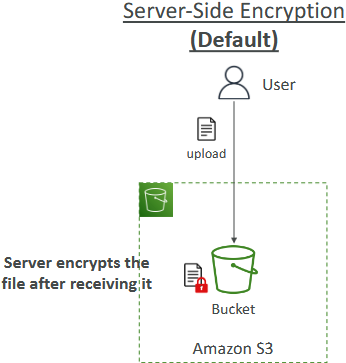 Server-Side Encryption
(Default)
User
upload
Server encrypts the
file after receiving it
Bucket
Amazon S3